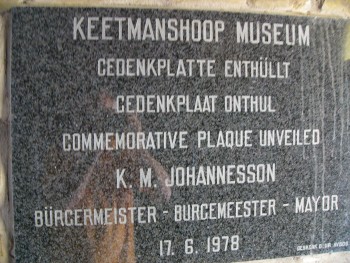 KEETMANSHOOP MUSEUM
GEDENKPLATTE ENTHÜLLT
GEDENKPLAAT ONTHUL
COMMEMORATIVE PLAQUE UNVEILED
K. M. JOHANNESSON
BÜRGERMEISTER - BURGEMEESTER - MAYOR
17. 6. 1978